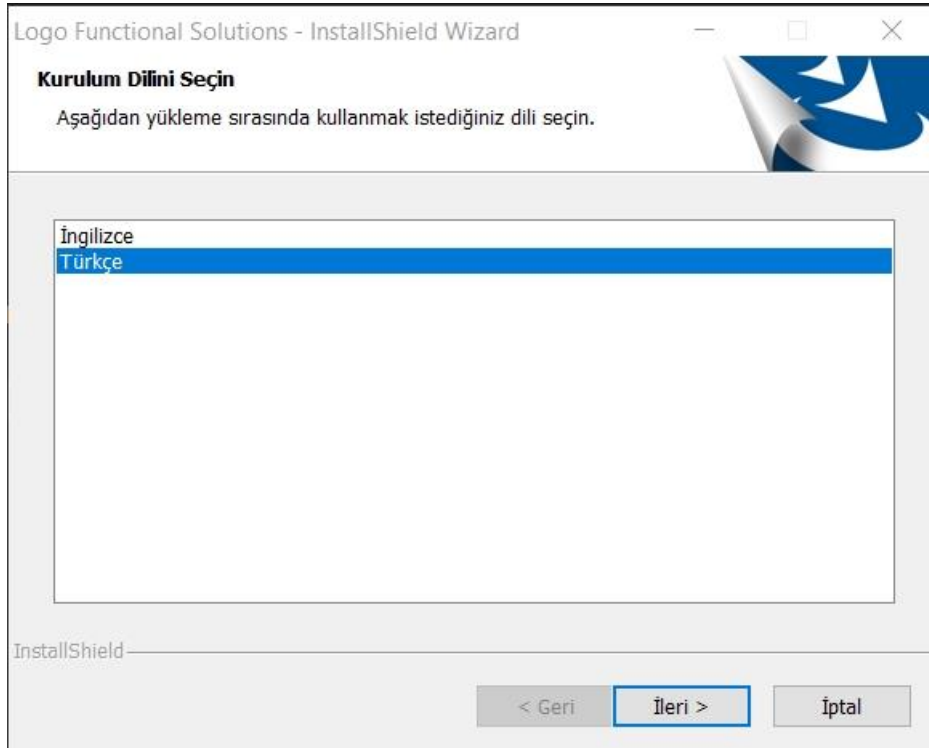 Logo Functional Solutions - InstallShield Wizard
Kurulum Dilini Seçin
Aşağıdan yükleme sırasında kullanmak istediğiniz dili seçin.
İngilizce
Türkçe
InstallShield
< Geri
İleri >
İptal